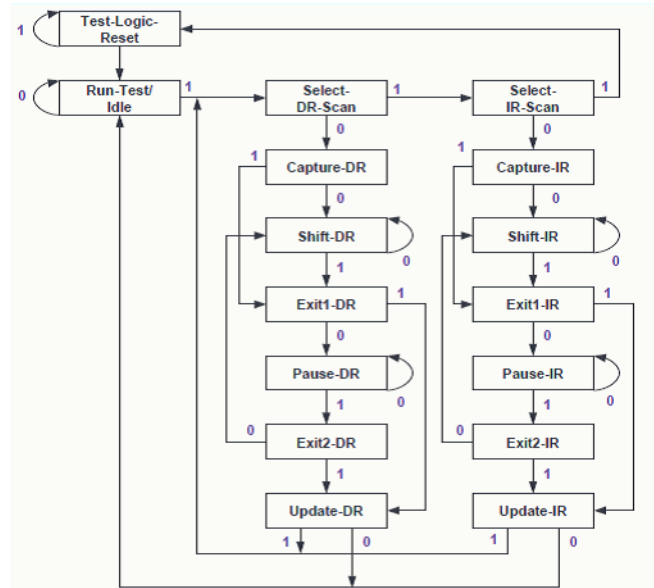 Test-Logic-
Reset
1
Run-Test/
Idle
0
1
Select-
DR-Scan
1
Select-
IR-Scan
1
0
0
1
Capture-DR
1
Capture-IR
0
0
Shift-DR
0
Shift-IR
0
1
1
Exit1-DR
1
Exit1-IR
1
0
0
Pause-DR
0
Pause-IR
0
1
1
0
Exit2-DR
0
Exit2-IR
1
1
Update-DR
Update-IR
1
0
1
0